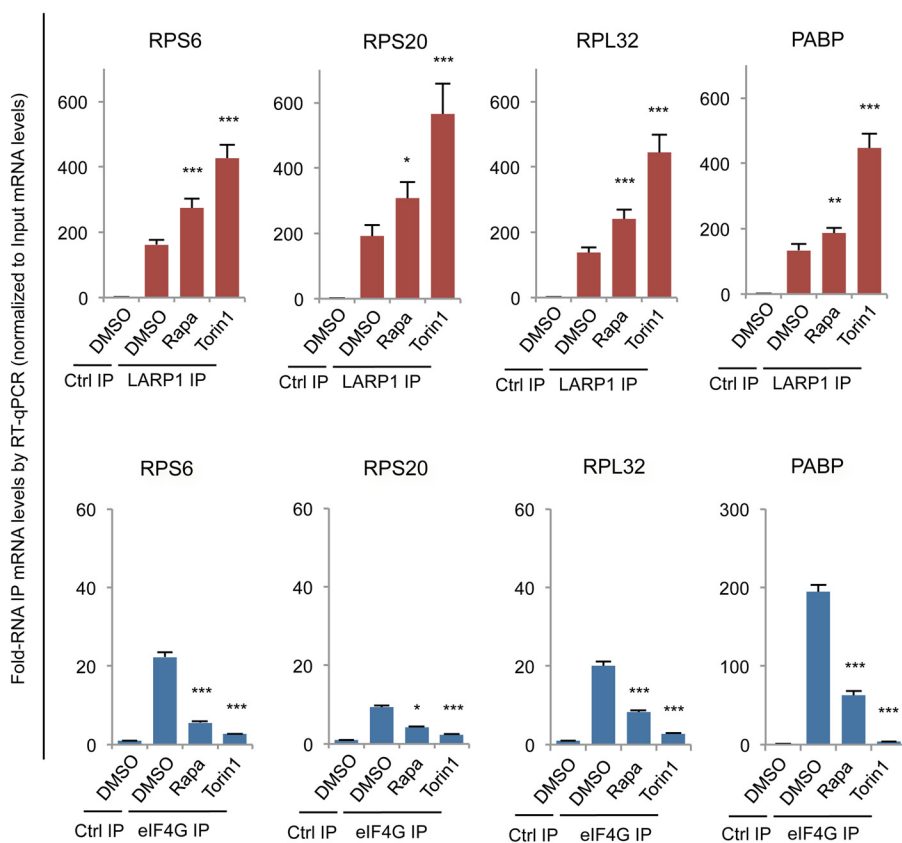 Fold-RNA IP mRNA levels by RT-qPCR (normalized to Input mRNA levels)
RPS6
600
400
200
0
***
***
DMSO
DMSO
Rapa
Torin1
Ctrl IP
LARP1 IP
RPS20
600
400
200
0
*
***
DMSO
DMSO
Rapa
Torin1
Ctrl IP
LARP1 IP
RPL32
600
400
200
0
***
***
DMSO
DMSO
Rapa
Torin1
Ctrl IP
LARP1 IP
PABP
600
400
200
0
**
***
DMSO
DMSO
Rapa
Torin1
Ctrl IP
LARP1 IP
RPS6
60
40
20
0
***
***
DMSO
DMSO
Rapa
Torin1
Ctrl IP
eIF4G IP
RPS20
60
40
20
0
*
***
DMSO
DMSO
Rapa
Torin1
Ctrl IP
eIF4G IP
RPL32
60
40
20
0
***
***
DMSO
DMSO
Rapa
Torin1
Ctrl IP
eIF4G IP
PABP
300
200
100
0
***
***
DMSO
DMSO
Rapa
Torin1
Ctrl IP
eIF4G IP